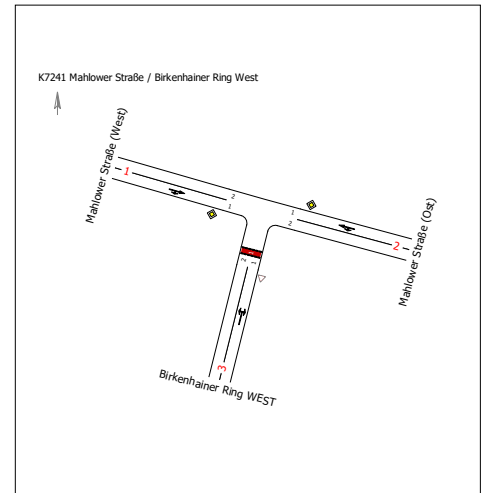 K7241 Mahlower Straße / Birkenhainer Ring West
Mahlower Straße (West)
1
2
1
1
2
2
Mahlower Straße (Ost)
2
1
3
Birkenhainer Ring WEST